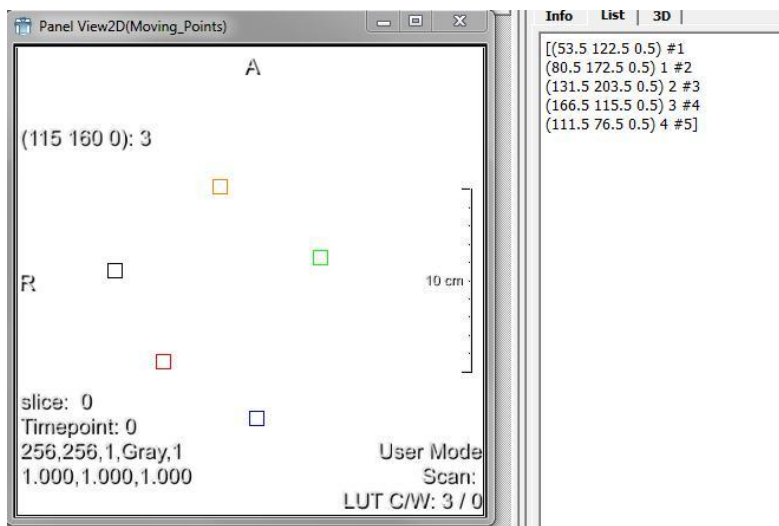 Panel View2D(Moving_Points)
A
(115 160 0): 3
R
10 cm
slice: 0
Timepoint: 0
256,256,1,Gray,1
1.000,1.000,1.000
User Mode
Scan:
LUT C/W: 3 / 0
Info List 3D
[(53.5 122.5 0.5) #1
(80.5 172.5 0.5) 1 #2
(131.5 203.5 0.5) 2 #3
(166.5 115.5 0.5) 3 #4
(111.5 76.5 0.5) 4 #5]